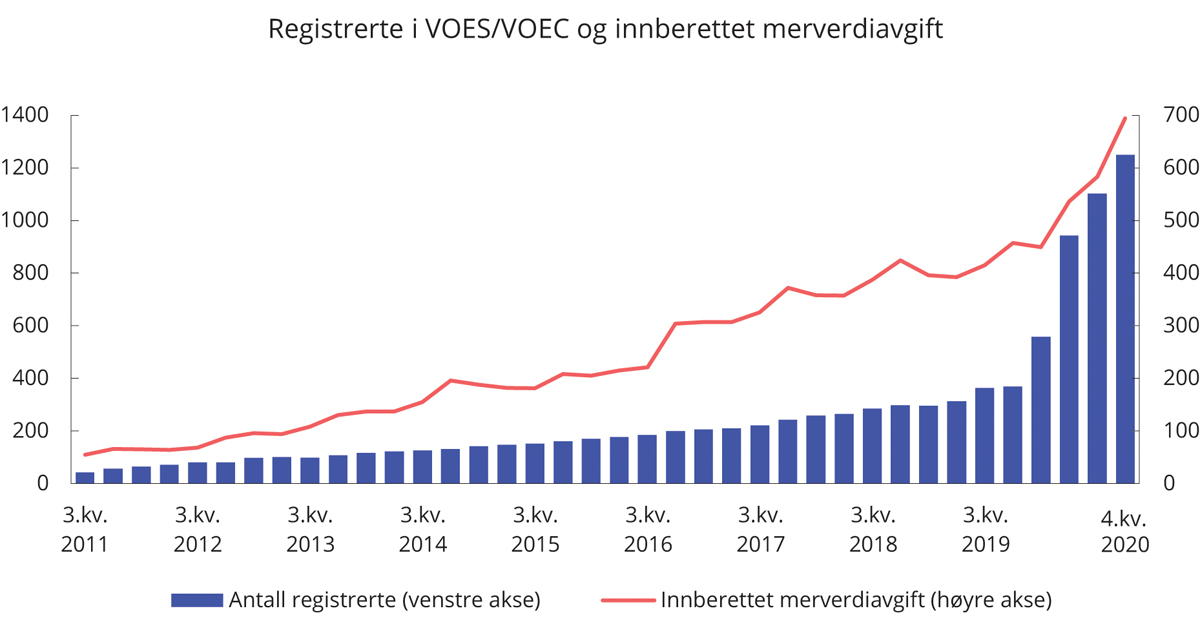 Registrerte i VOES/VOEC og innberettet merverdiavgift
1400 700
1200 600
1000 500
800 400
600 300
400 200
200 100
0 0
3.kv. 3.kv. 3.kv. 3.kv. 3.kv. 3.kv. 3.kv. 3.kv. 3.kv. 4.kv.
2011 2012 2013 2014 2015 2016 2017 2018 2019 2020
Antall registrerte (venstre akse) Innberettet merverdiavgift (høyre akse)